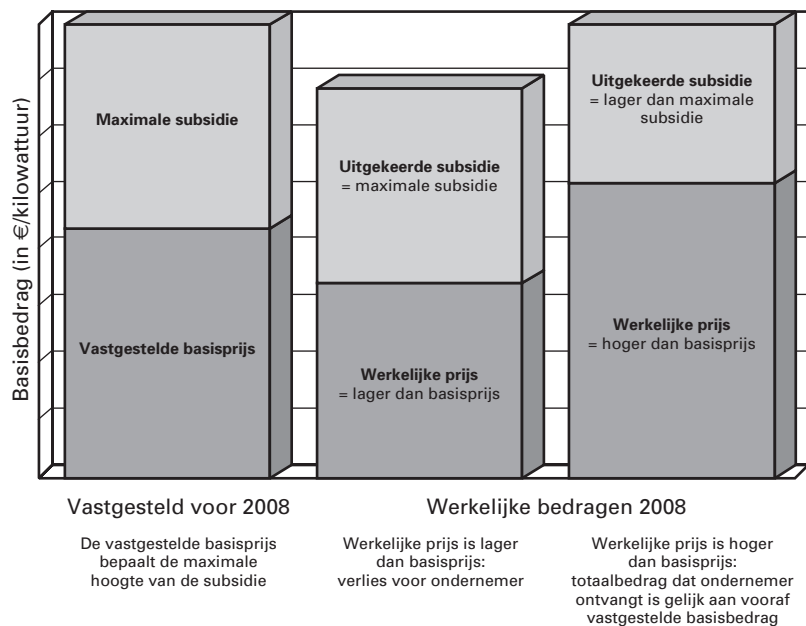 Basisbedrag (in €/kilowattuur)
Maximale subsidie
Vastgestelde basisprijs
Uitgekeerde subsidie
= maximale subsidie
Werkelijke prijs
= lager dan basisprijs
Uitgekeerde subsidie
= lager dan maximale
subsidie
Werkelijke prijs
= hoger dan basisprijs
Vastgesteld voor 2008
Werkelijke bedragen 2008
De vastgestelde basisprijs
bepaalt de maximale
hoogte van de subsidie
Werkelijke prijs is lager
dan basisprijs:
verlies voor ondernemer
Werkelijke prijs is hoger
dan basisprijs:
totaalbedrag dat ondernemer
ontvangt is gelijk aan vooraf
vastgestelde basisbedrag